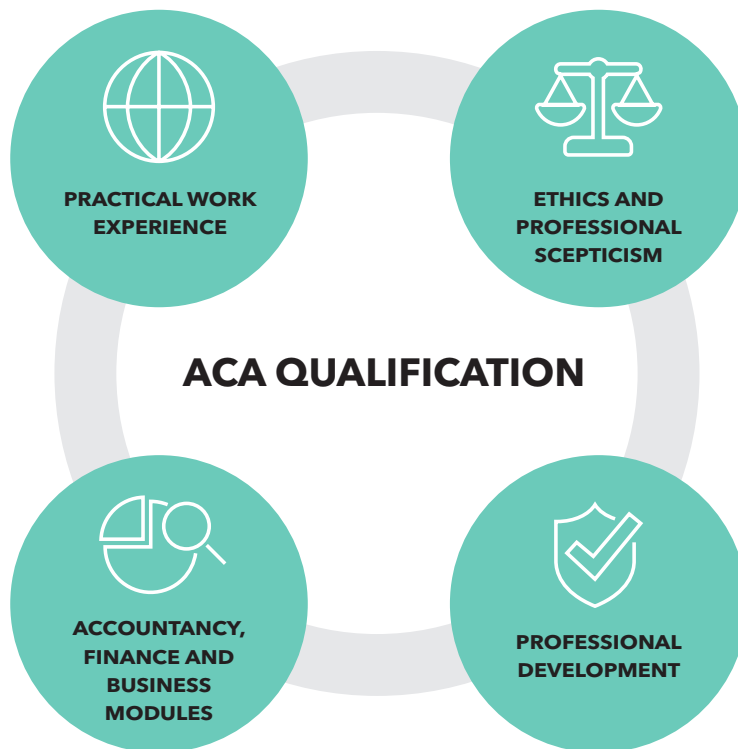 PRACTICAL WORK
EXPERIENCE
ETHICS AND
PROFESSIONAL
SCEPTICISM
ACA QUALIFICATION
ACCOUNTANCY,
FINANCE AND
BUSINESS
MODULES
PROFESSIONAL
DEVELOPMENT